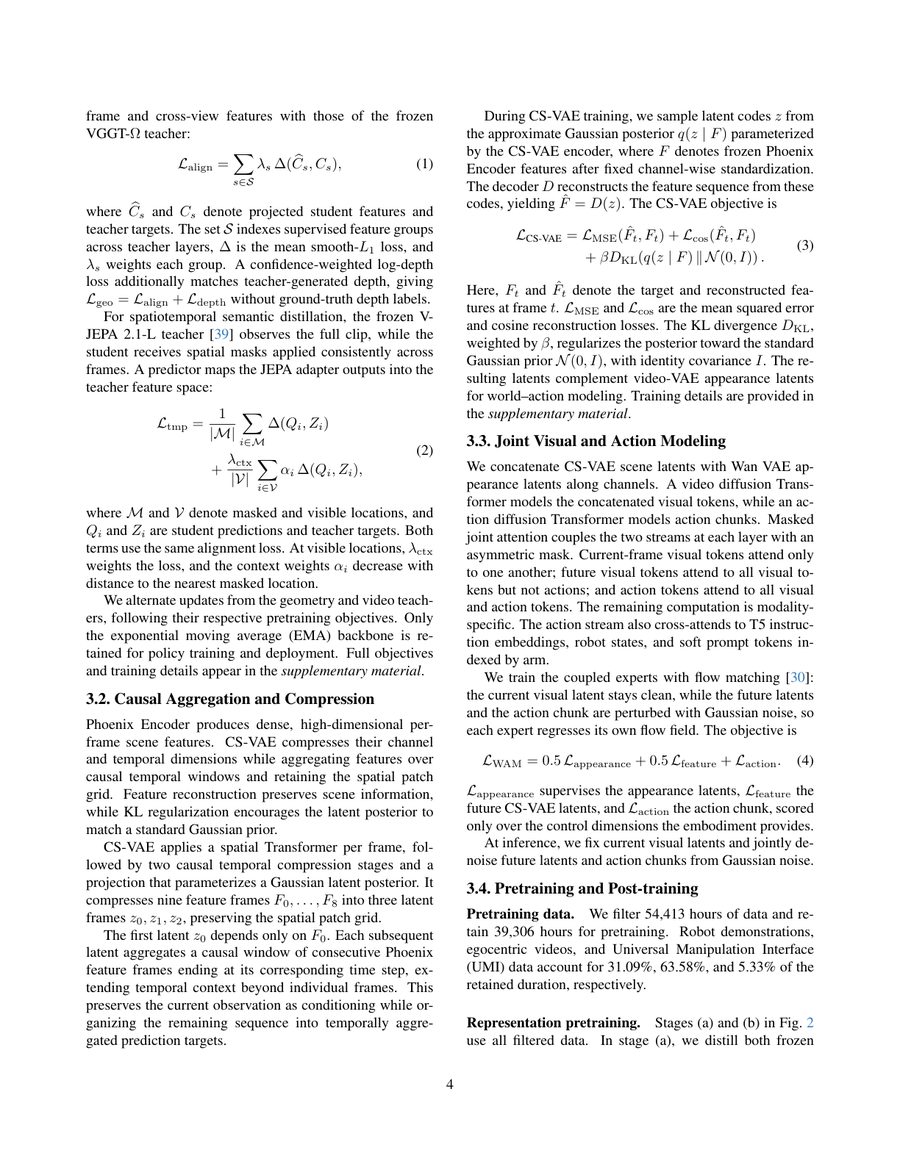 frame and cross-view features with those of the frozen
VGGT-Ω teacher:
L_align = ∑_{s∈S} λ_s Δ(Ĉ_s, C_s), (1)
where Ĉ_s and C_s denote projected student features and
teacher targets. The set S indexes supervised feature groups
across teacher layers, Δ is the mean smooth-L_1 loss, and
λ_s weights each group. A confidence-weighted log-depth
loss additionally matches teacher-generated depth, giving
L_geo = L_align + L_depth without ground-truth depth labels.
For spatiotemporal semantic distillation, the frozen V-
JEPA 2.1-L teacher [39] observes the full clip, while the
student receives spatial masks applied consistently across
frames. A predictor maps the JEPA adapter outputs into the
teacher feature space:
L_tmp = 1/|M| ∑_{i∈M} Δ(Q_i, Z_i)
+ λ_ctx/|V| ∑_{i∈V} α_i Δ(Q_i, Z_i), (2)
where M and V denote masked and visible locations, and
Q_i and Z_i are student predictions and teacher targets. Both
terms use the same alignment loss. At visible locations, λ_ctx
weights the loss, and the context weights α_i decrease with
distance to the nearest masked location.
We alternate updates from the geometry and video teach-
ers, following their respective pretraining objectives. Only
the exponential moving average (EMA) backbone is re-
tained for policy training and deployment. Full objectives
and training details appear in the supplementary material.
3.2. Causal Aggregation and Compression
Phoenix Encoder produces dense, high-dimensional per-
frame scene features. CS-VAE compresses their channel
and temporal dimensions while aggregating features over
causal temporal windows and retaining the spatial patch
grid. Feature reconstruction preserves scene information,
while KL regularization encourages the latent posterior to
match a standard Gaussian prior.
CS-VAE applies a spatial Transformer per frame, fol-
lowed by two causal temporal compression stages and a
projection that parameterizes a Gaussian latent posterior. It
compresses nine feature frames F_0, . . . , F_8 into three latent
frames z_0, z_1, z_2, preserving the spatial patch grid.
The first latent z_0 depends only on F_0. Each subsequent
latent aggregates a causal window of consecutive Phoenix
feature frames ending at its corresponding time step, ex-
tending temporal context beyond individual frames. This
preserves the current observation as conditioning while or-
ganizing the remaining sequence into temporally aggre-
gated prediction targets.
During CS-VAE training, we sample latent codes z from
the approximate Gaussian posterior q(z | F) parameterized
by the CS-VAE encoder, where F denotes frozen Phoenix
Encoder features after fixed channel-wise standardization.
The decoder D reconstructs the feature sequence from these
codes, yielding F̂ = D(z). The CS-VAE objective is
L_CS-VAE = L_MSE(F̂_t, F_t) + L_cos(F̂_t, F_t)
+ βD_KL(q(z | F) ‖ N(0, I)) . (3)
Here, F_t and F̂_t denote the target and reconstructed fea-
tures at frame t. L_MSE and L_cos are the mean squared error
and cosine reconstruction losses. The KL divergence D_KL,
weighted by β, regularizes the posterior toward the standard
Gaussian prior N(0, I), with identity covariance I. The re-
sulting latents complement video-VAE appearance latents
for world–action modeling. Training details are provided in
the supplementary material.
3.3. Joint Visual and Action Modeling
We concatenate CS-VAE scene latents with Wan VAE ap-
pearance latents along channels. A video diffusion Trans-
former models the concatenated visual tokens, while an ac-
tion diffusion Transformer models action chunks. Masked
joint attention couples the two streams at each layer with an
asymmetric mask. Current-frame visual tokens attend only
to one another; future visual tokens attend to all visual to-
kens but not actions; and action tokens attend to all visual
and action tokens. The remaining computation is modality-
specific. The action stream also cross-attends to T5 instruc-
tion embeddings, robot states, and soft prompt tokens in-
dexed by arm.
We train the coupled experts with flow matching [30]:
the current visual latent stays clean, while the future latents
and the action chunk are perturbed with Gaussian noise, so
each expert regresses its own flow field. The objective is
L_WAM = 0.5 L_appearance + 0.5 L_feature + L_action. (4)
L_appearance supervises the appearance latents, L_feature the
future CS-VAE latents, and L_action the action chunk, scored
only over the control dimensions the embodiment provides.
At inference, we fix current visual latents and jointly de-
noise future latents and action chunks from Gaussian noise.
3.4. Pretraining and Post-training
Pretraining data. We filter 54,413 hours of data and re-
tain 39,306 hours for pretraining. Robot demonstrations,
egocentric videos, and Universal Manipulation Interface
(UMI) data account for 31.09%, 63.58%, and 5.33% of the
retained duration, respectively.
Representation pretraining. Stages (a) and (b) in Fig. 2
use all filtered data. In stage (a), we distill both frozen
4